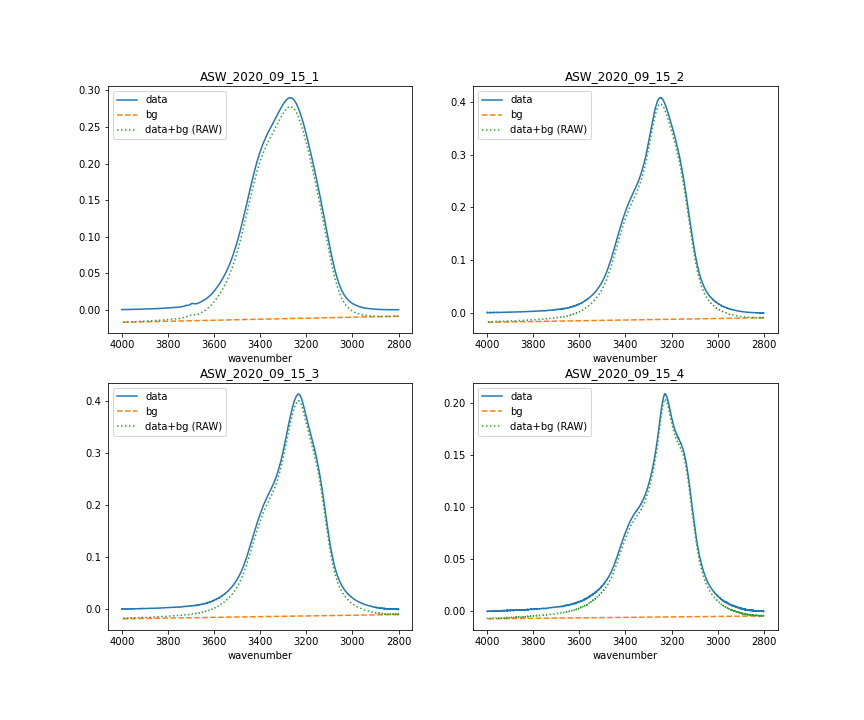 ASW_2020_09_15_1
0.30
0.25
0.20
0.15
0.10
0.05
0.00
data
bg
data+bg (RAW)
4000 3800 3600 3400 3200 3000 2800
wavenumber
ASW_2020_09_15_2
0.4
0.3
0.2
0.1
0.0
data
bg
data+bg (RAW)
4000 3800 3600 3400 3200 3000 2800
wavenumber
ASW_2020_09_15_3
0.4
0.3
0.2
0.1
0.0
data
bg
data+bg (RAW)
4000 3800 3600 3400 3200 3000 2800
wavenumber
ASW_2020_09_15_4
0.20
0.15
0.10
0.05
0.00
data
bg
data+bg (RAW)
4000 3800 3600 3400 3200 3000 2800
wavenumber